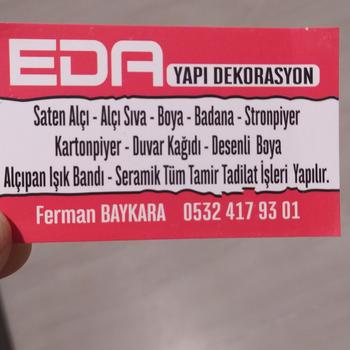 EDA YAPI DEKORASYON
Saten Alçı - Alçı Sıva - Boya - Badana - Stronpiyer
Kartonpiyer - Duvar Kağıdı - Desenli Boya
Alçıpan Işık Bandı - Seramik Tüm Tamir Tadilat İşleri Yapılır.
Ferman BAYKARA 0532 417 93 01